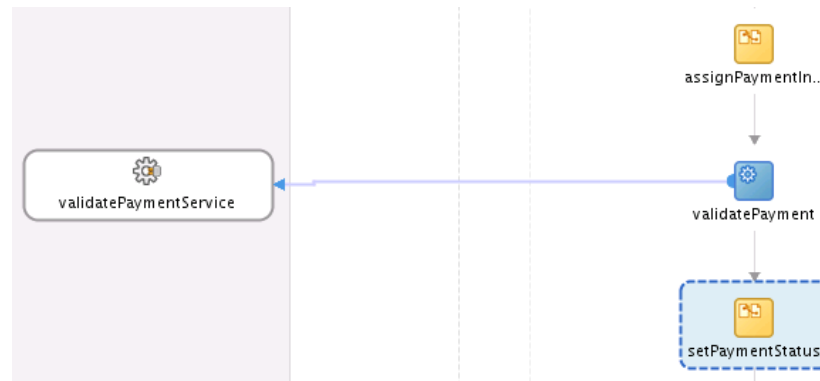 assignPaymentIn..
validatePaymentService
validatePayment
setPaymentStatus